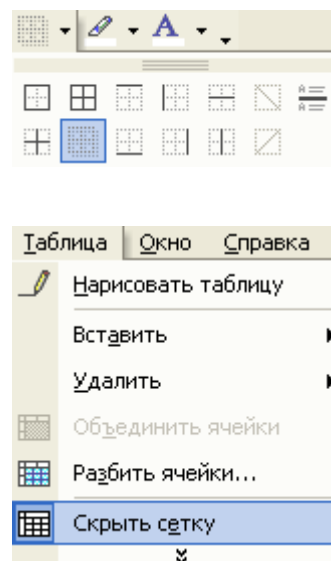 A
Таблица Окно Справка
Нарисовать таблицу
Вставить
Удалить
Объединить ячейки
Разбить ячейки...
Скрыть сетку